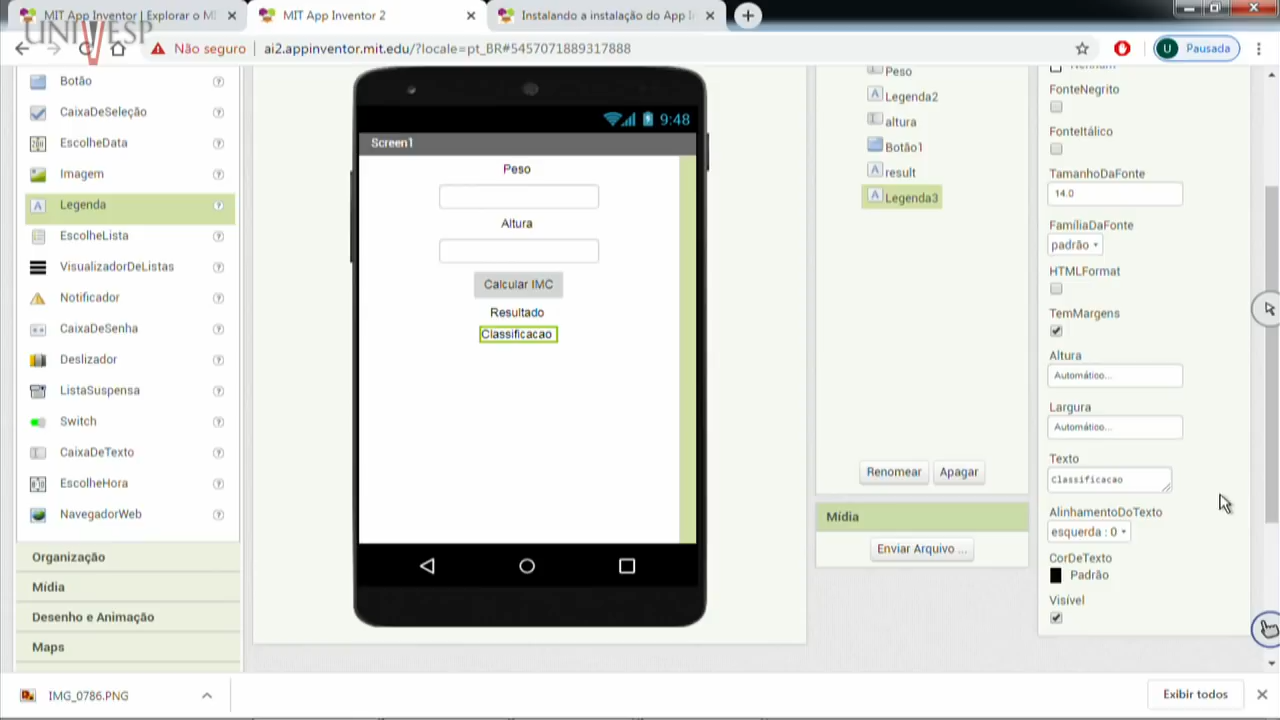 MIT App Inventor | Explorar o MI
MIT App Inventor 2
Instalando a instalação do App I
UNIVESP
Não seguro
ai2.appinventor.mit.edu/?locale=pt_BR#5457071889317888
U
Pausada
Botão
CaixaDeSeleção
EscolheData
Imagem
Legenda
EscolheLista
VisualizadorDeListas
Notificador
CaixaDeSenha
Deslizador
ListaSuspensa
Switch
CaixaDeTexto
EscolheHora
NavegadorWeb
Organização
Mídia
Desenho e Animação
Maps
9:48
Screen1
Peso
Altura
Calcular IMC
Resultado
Classificacao
Peso
Legenda2
altura
Botão1
result
Legenda3
Renomear
Apagar
Mídia
Enviar Arquivo ...
Nenhum
FonteNegrito
FonteItálico
TamanhoDaFonte
14.0
FamíliaDaFonte
padrão
HTMLFormat
TemMargens
Altura
Automático...
Largura
Automático...
Texto
Classificacao
AlinhamentoDoTexto
esquerda : 0
CorDeTexto
Padrão
Visível
IMG_0786.PNG
Exibir todos